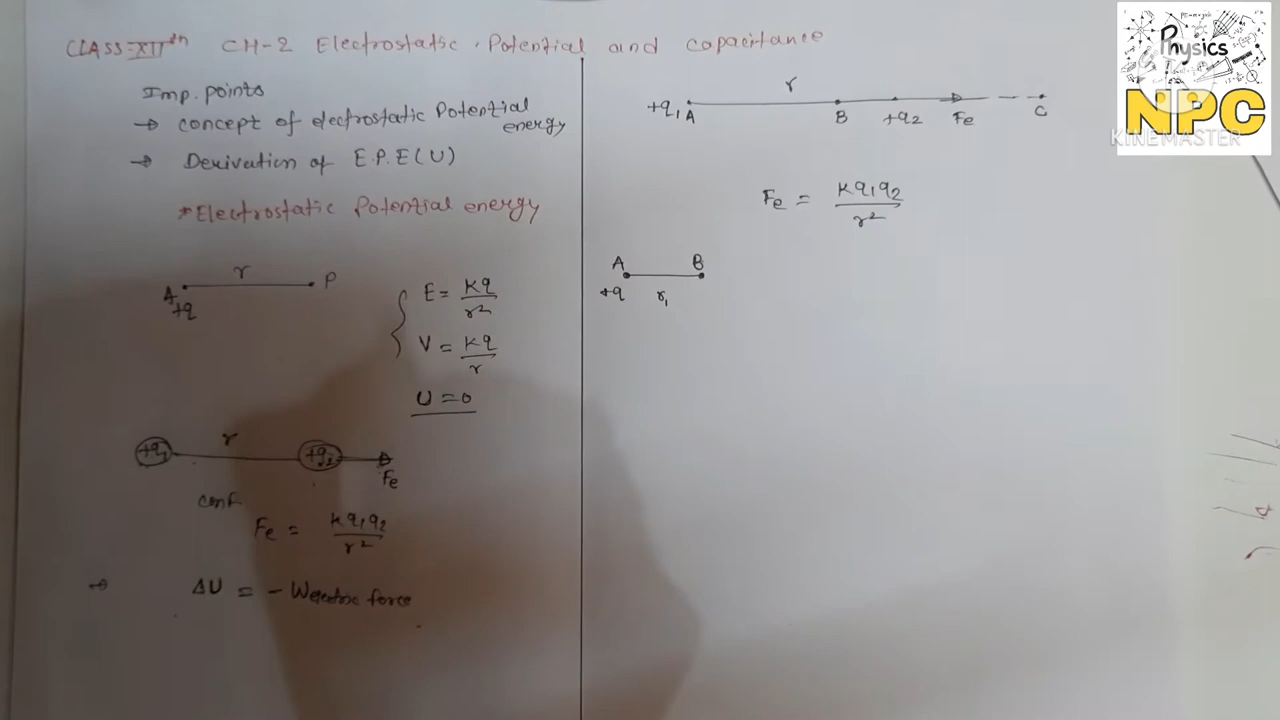 CLASS-XIIth CH-2 Electrostatic Potential and capacitance
Imp. points
→ concept of electrostatic Potential energy
→ Derivation of E.P.E(U)
*Electrostatic Potential energy
r
A P
+q
E = Kq/r²
V = Kq/r
U = 0
r
+q₁ +q₂
Fe
conf.
Fe = kq₁q₂/r²
→ ΔU = - Welectric force
r
+q₁ A B +q₂ Fe C
Fe = Kq₁q₂/r²
A B
+q r₁
Physics
NPC
KINEMASTER